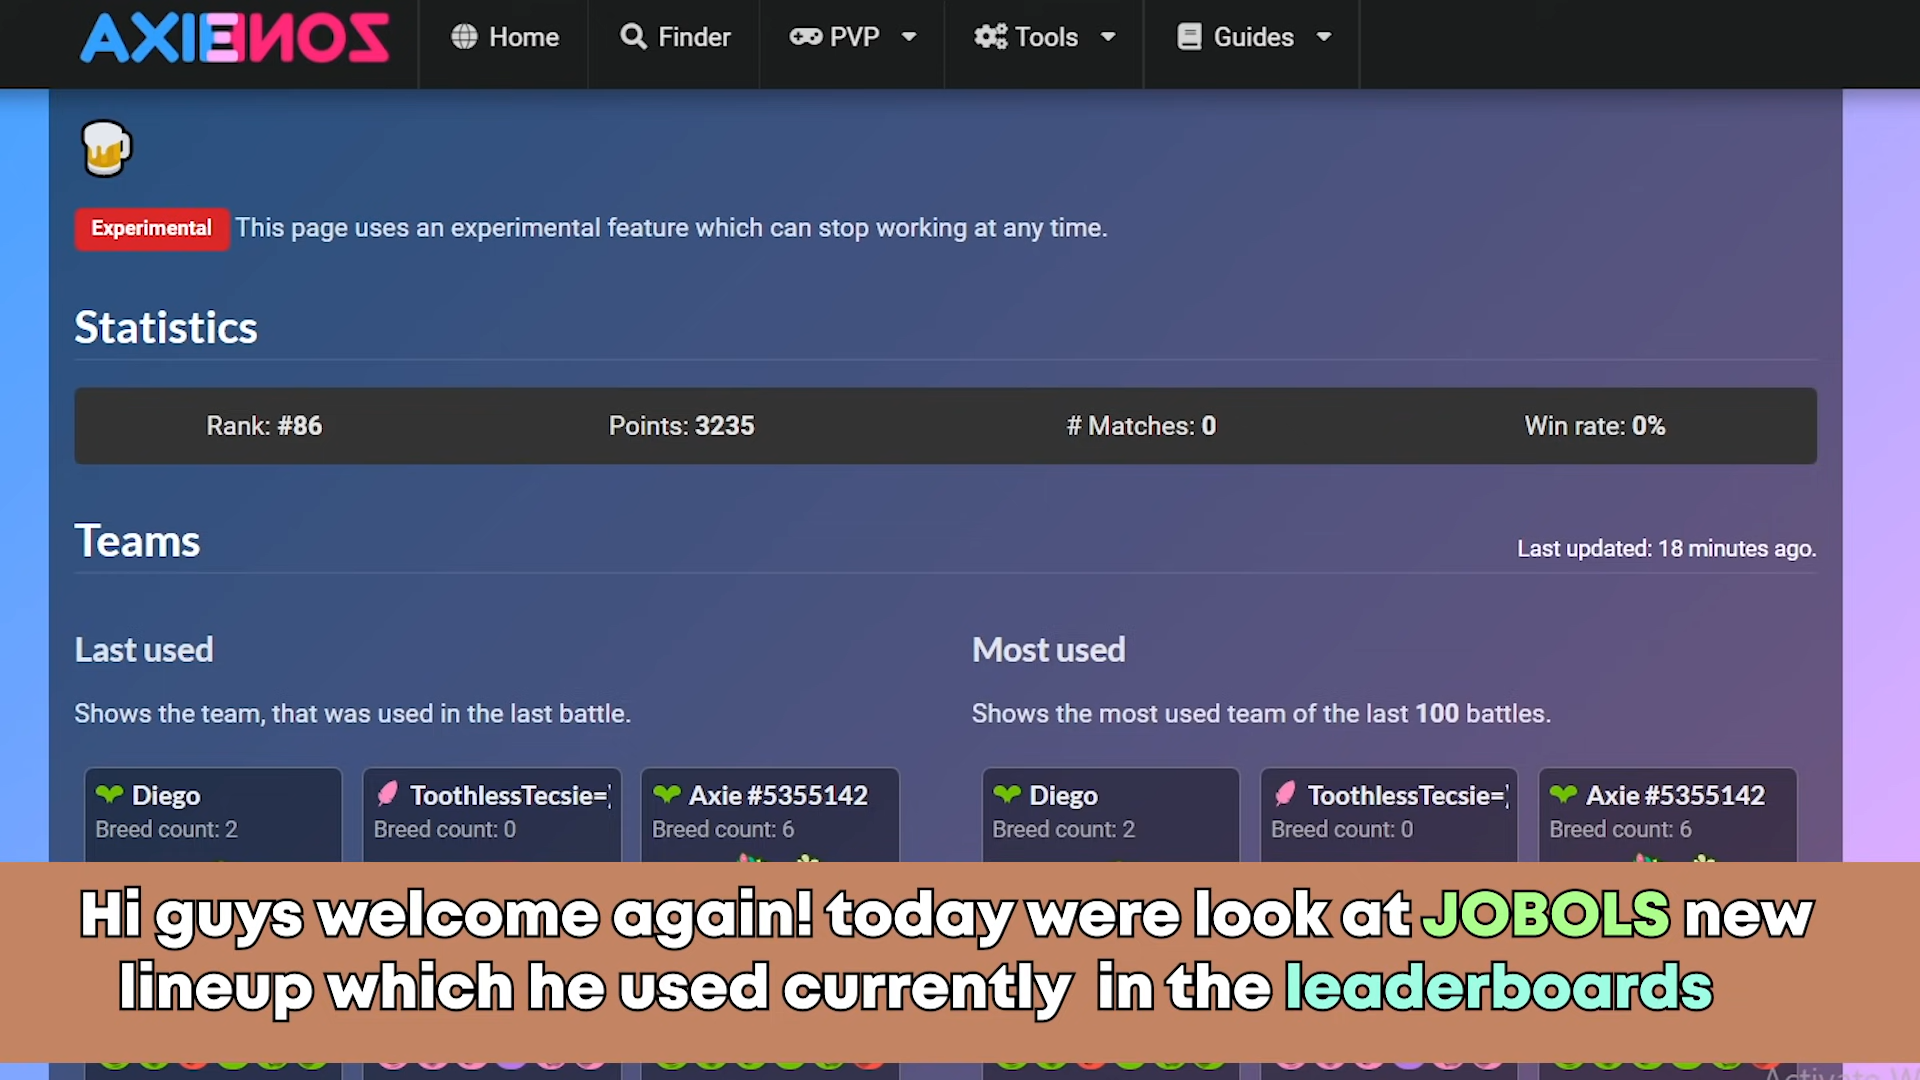 AXIE ZONE
Home
Finder
PVP
Tools
Guides
Experimental This page uses an experimental feature which can stop working at any time.
Statistics
Rank: #86
Points: 3235
# Matches: 0
Win rate: 0%
Teams
Last updated: 18 minutes ago.
Last used
Shows the team, that was used in the last battle.
Diego
Breed count: 2
ToothlessTecsie=)
Breed count: 0
Axie #5355142
Breed count: 6
Most used
Shows the most used team of the last 100 battles.
Diego
Breed count: 2
ToothlessTecsie=)
Breed count: 0
Axie #5355142
Breed count: 6
Hi guys welcome again! today were look at JOBOLS new
lineup which he used currently in the leaderboards